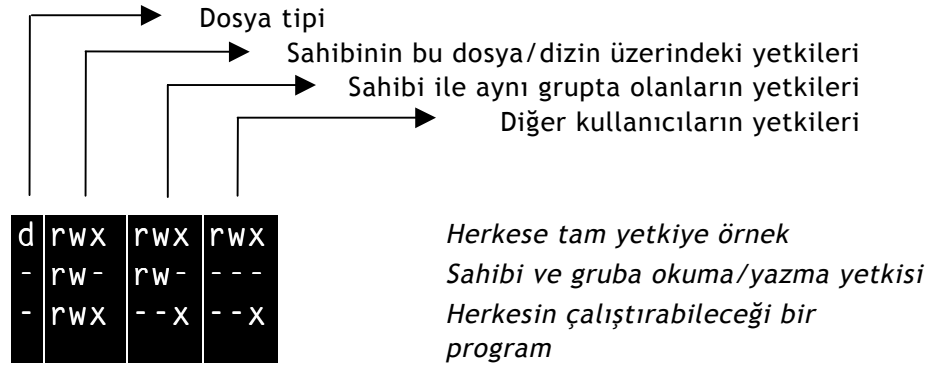 Dosya tipi
Sahibinin bu dosya/dizin üzerindeki yetkileri
Sahibi ile aynı grupta olanların yetkileri
Diğer kullanıcıların yetkileri
d rwx rwx rwx Herkese tam yetkiye örnek
- rw- rw- --- Sahibi ve gruba okuma/yazma yetkisi
- rwx --x --x Herkesin çalıştırabileceği bir
program